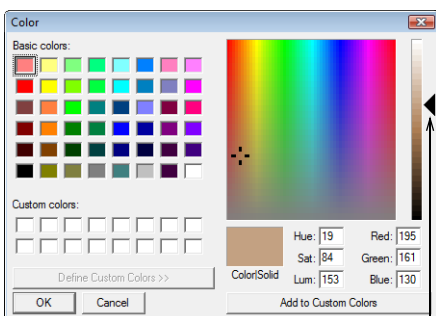 Color
Basic colors:
Custom colors:
Define Custom Colors >>
OK Cancel
Color|Solid
Hue: 19 Red: 195
Sat: 84 Green: 161
Lum: 153 Blue: 130
Add to Custom Colors